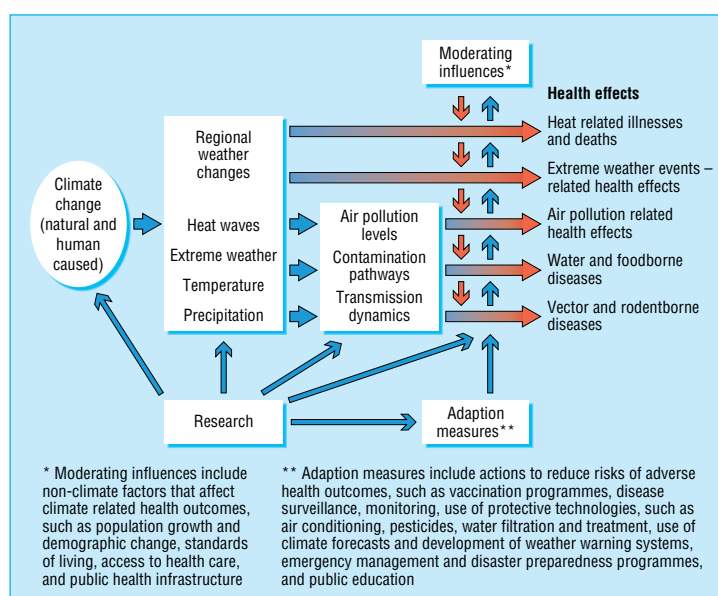 Moderating
influences*
Health effects
Heat related illnesses
and deaths
Extreme weather events –
related health effects
Air pollution related
health effects
Water and foodborne
diseases
Vector and rodentborne
diseases
Regional
weather
changes
Heat waves
Extreme weather
Temperature
Precipitation
Climate
change
(natural and
human
caused)
Air pollution
levels
Contamination
pathways
Transmission
dynamics
Research
Adaption
measures**
* Moderating influences include
non-climate factors that affect
climate related health outcomes,
such as population growth and
demographic change, standards
of living, access to health care,
and public health infrastructure
** Adaption measures include actions to reduce risks of adverse
health outcomes, such as vaccination programmes, disease
surveillance, monitoring, use of protective technologies, such as
air conditioning, pesticides, water filtration and treatment, use of
climate forecasts and development of weather warning systems,
emergency management and disaster preparedness programmes,
and public education